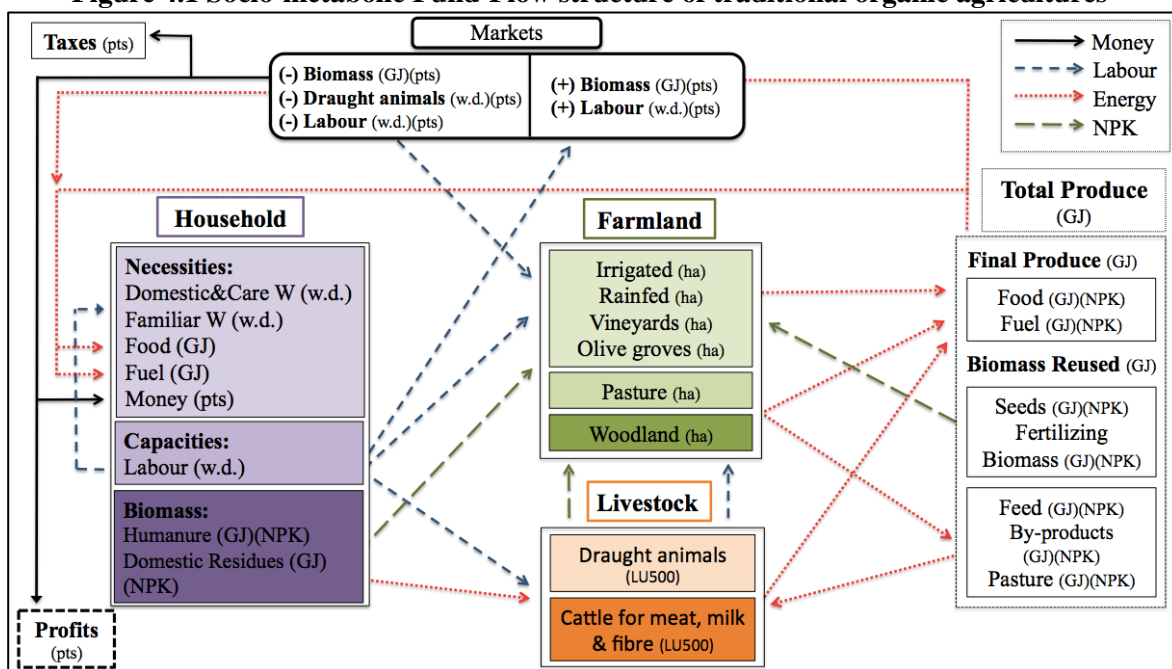 Figure 4.1 Socio-metabolic Fund-Flow structure of traditional organic agricultures
Taxes (pts)
Markets
(-) Biomass (GJ)(pts)
(-) Draught animals (w.d.)(pts)
(-) Labour (w.d.)(pts)
(+) Biomass (GJ)(pts)
(+) Labour (w.d.)(pts)
Money
Labour
Energy
NPK
Household
Necessities:
Domestic&Care W (w.d.)
Familiar W (w.d.)
Food (GJ)
Fuel (GJ)
Money (pts)
Capacities:
Labour (w.d.)
Biomass:
Humanure (GJ)(NPK)
Domestic Residues (GJ)
(NPK)
Profits
(pts)
Farmland
Irrigated (ha)
Rainfed (ha)
Vineyards (ha)
Olive groves (ha)
Pasture (ha)
Woodland (ha)
Livestock
Draught animals
(LU500)
Cattle for meat, milk
& fibre (LU500)
Total Produce
(GJ)
Final Produce (GJ)
Food (GJ)(NPK)
Fuel (GJ)(NPK)
Biomass Reused (GJ)
Seeds (GJ)(NPK)
Fertilizing
Biomass (GJ)(NPK)
Feed (GJ)(NPK)
By-products
(GJ)(NPK)
Pasture (GJ)(NPK)